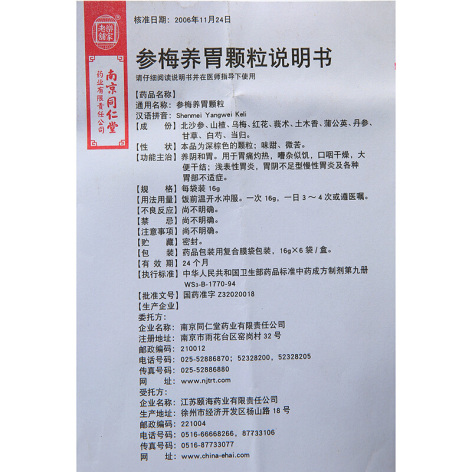 核准日期：2006年11月24日
乐家老铺
南京同仁堂
药业有限责任公司
参梅养胃颗粒说明书
请仔细阅读说明书并在医师指导下使用
【药品名称】
通用名称：参梅养胃颗粒
汉语拼音：Shenmei Yangwei Keli
【成 份】北沙参、山楂、乌梅、红花、莪术、土木香、蒲公英、丹参、
甘草、白芍、当归。
【性 状】本品为深棕色的颗粒；味甜、微苦。
【功能主治】养阴和胃。用于胃痛灼热、嘈杂似饥，口咽干燥，大
便干结；浅表性胃炎，胃阴不足型慢性胃炎及各种
胃部不适症。
【规 格】每袋装16g
【用法用量】饭前温开水冲服。一次16g，一日3～4次或遵医嘱。
【不良反应】尚不明确。
【禁 忌】尚不明确。
【注意事项】尚不明确。
【贮 藏】密封。
【包 装】药品包装用复合膜袋包装，16g×6袋/盒。
【有 效 期】24个月
【执行标准】中华人民共和国卫生部药品标准中药成方制剂第九册
WS3-B-1770-94
【批准文号】国药准字Z32020018
【生产企业】
委托方：
企业名称：南京同仁堂药业有限责任公司
注册地址：南京市雨花台区窑岗村32号
邮政编码：210012
电话号码：025-52886870；52328200、52328205
传真号码：025-52886880
网 址：www.njtrt.com
受托方：
企业名称：江苏颐海药业有限责任公司
生产地址：徐州市经济开发区杨山路18号
邮政编码：221004
电话号码：0516-66668266、87733106
传真号码：0516-87733077
网 址：www.china-ehai.com